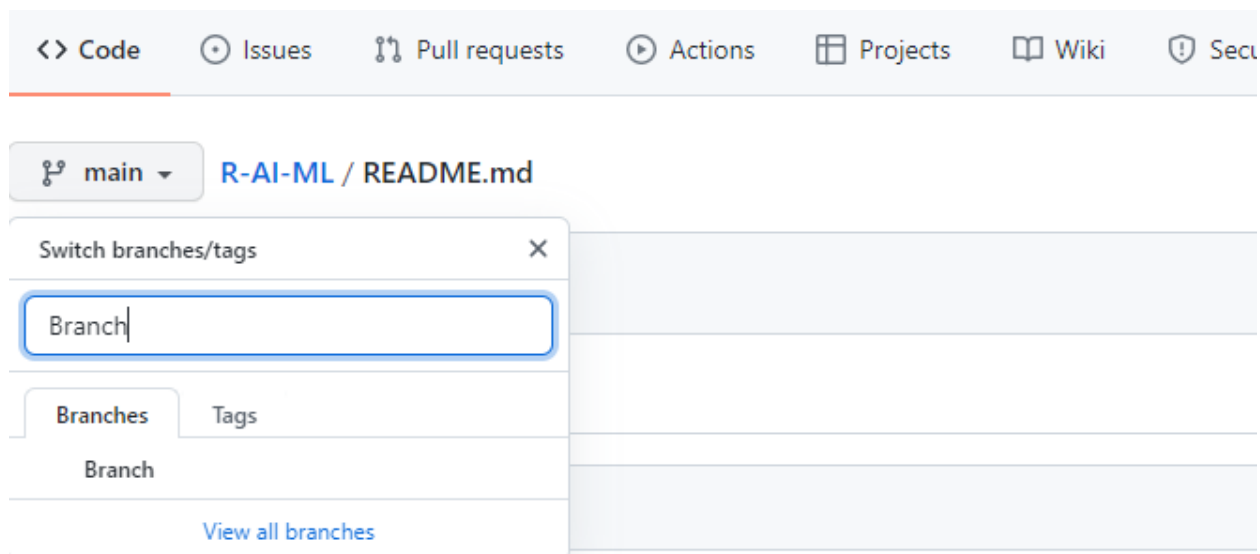 <> Code Issues Pull requests Actions Projects Wiki Secu
main R-AI-ML / README.md
Switch branches/tags ×
Branch
Branches Tags
Branch
View all branches